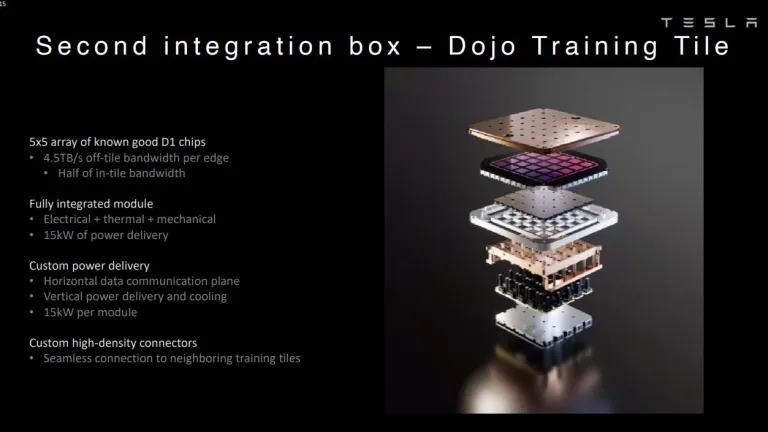 15
TESLA
Second integration box – Dojo Training Tile
5x5 array of known good D1 chips
• 4.5TB/s off-tile bandwidth per edge
• Half of in-tile bandwidth
Fully integrated module
• Electrical + thermal + mechanical
• 15kW of power delivery
Custom power delivery
• Horizontal data communication plane
• Vertical power delivery and cooling
• 15kW per module
Custom high-density connectors
• Seamless connection to neighboring training tiles